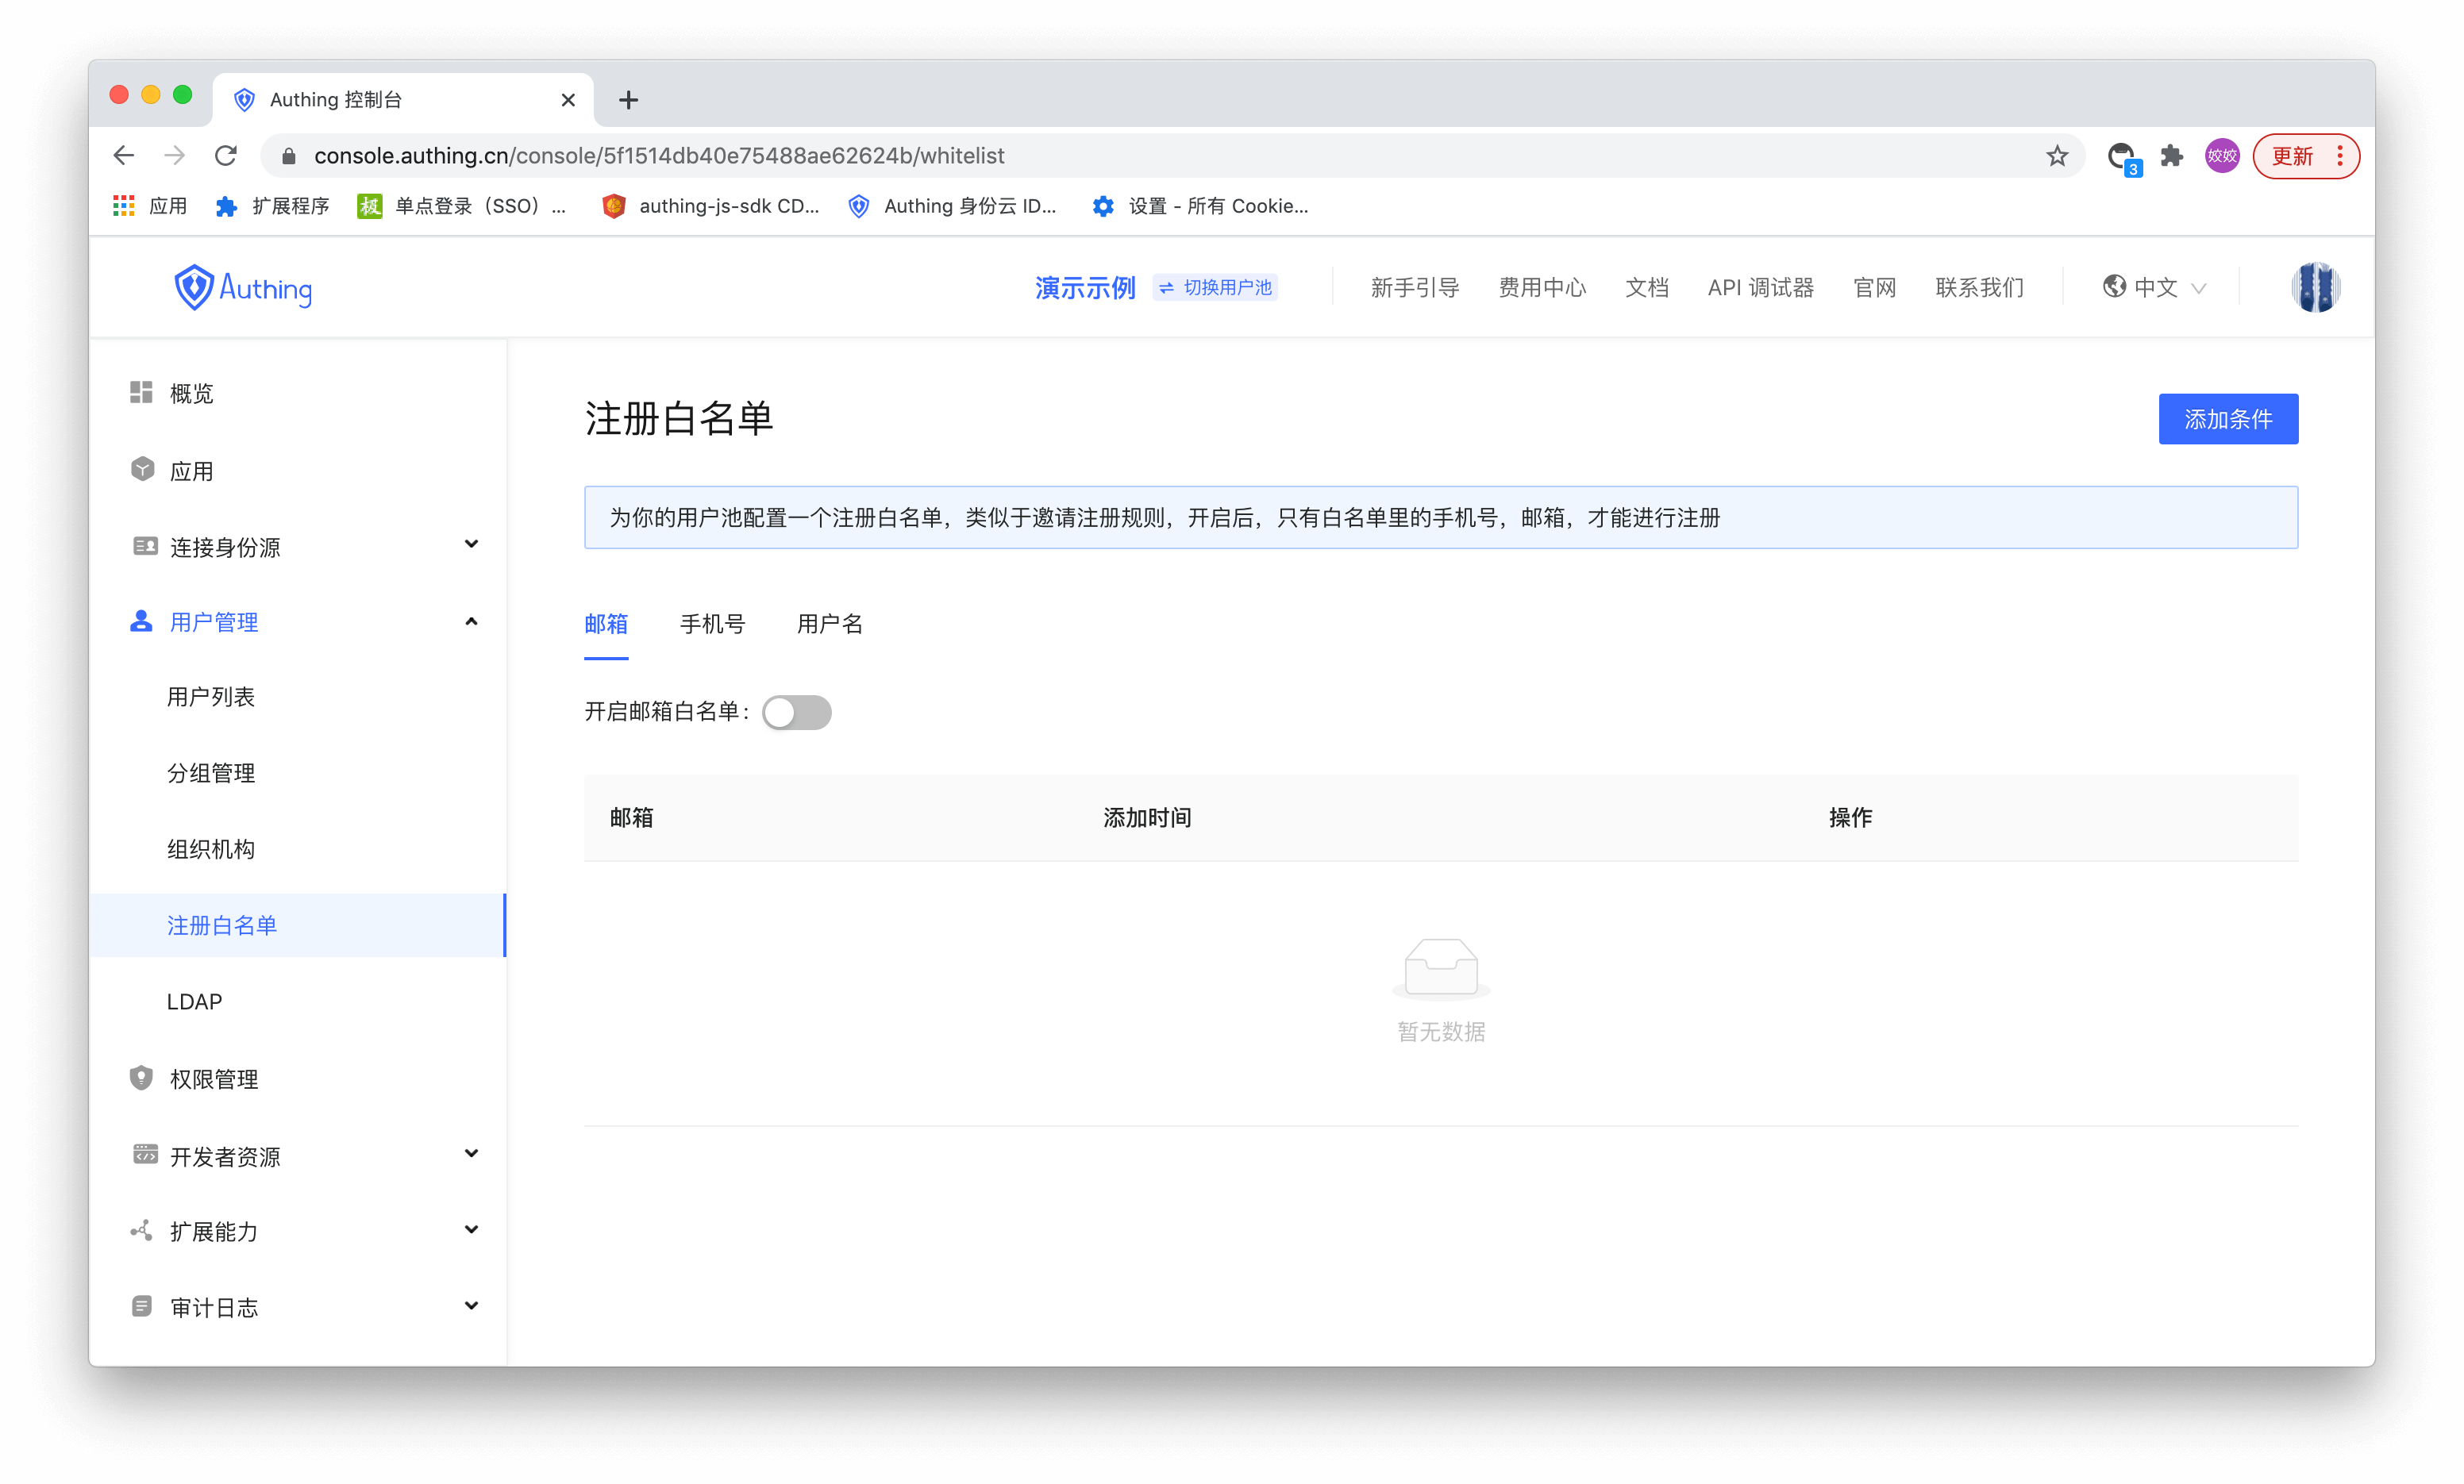 Authing 控制台
console.authing.cn/console/5f1514db40e75488ae62624b/whitelist
3
姣姣
更新
应用
扩展程序
极 单点登录（SSO）...
authing-js-sdk CD...
Authing 身份云 ID...
设置 - 所有 Cookie...
Authing
演示示例
切换用户池
新手引导
费用中心
文档
API 调试器
官网
联系我们
中文
概览
应用
连接身份源
用户管理
用户列表
分组管理
组织机构
注册白名单
LDAP
权限管理
开发者资源
扩展能力
审计日志
注册白名单
添加条件
为你的用户池配置一个注册白名单，类似于邀请注册规则，开启后，只有白名单里的手机号，邮箱，才能进行注册
邮箱
手机号
用户名
开启邮箱白名单：
邮箱
添加时间
操作
暂无数据